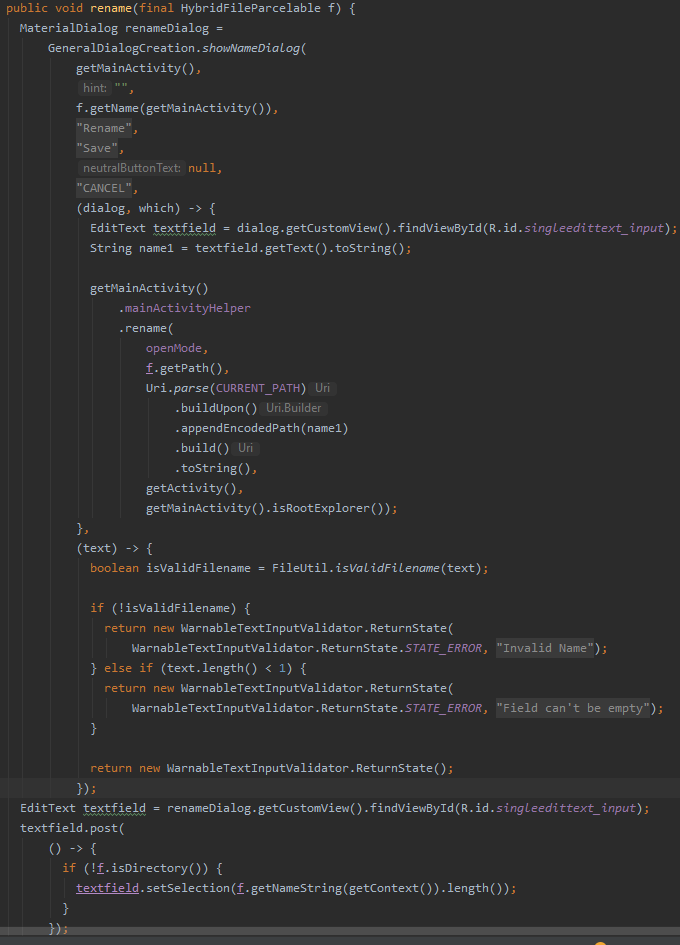 public void rename(final HybridFileParcelable f) {
MaterialDialog renameDialog =
GeneralDialogCreation.showNameDialog(
getMainActivity(),
hint: "",
f.getName(getMainActivity()),
"Rename",
"Save",
neutralButtonText: null,
"CANCEL",
(dialog, which) -> {
EditText textfield = dialog.getCustomView().findViewById(R.id.singleedittext_input);
String name1 = textfield.getText().toString();
getMainActivity()
.mainActivityHelper
.rename(
openMode,
f.getPath(),
Uri.parse(CURRENT_PATH) Uri
.buildUpon() Uri.Builder
.appendEncodedPath(name1)
.build() Uri
.toString(),
getActivity(),
getMainActivity().isRootExplorer());
},
(text) -> {
boolean isValidFilename = FileUtil.isValidFilename(text);
if (!isValidFilename) {
return new WarnableTextInputValidator.ReturnState(
WarnableTextInputValidator.ReturnState.STATE_ERROR, "Invalid Name");
} else if (text.length() < 1) {
return new WarnableTextInputValidator.ReturnState(
WarnableTextInputValidator.ReturnState.STATE_ERROR, "Field can't be empty");
}
return new WarnableTextInputValidator.ReturnState();
});
EditText textfield = renameDialog.getCustomView().findViewById(R.id.singleedittext_input);
textfield.post(
() -> {
if (!f.isDirectory()) {
textfield.setSelection(f.getNameString(getContext()).length());
}
});